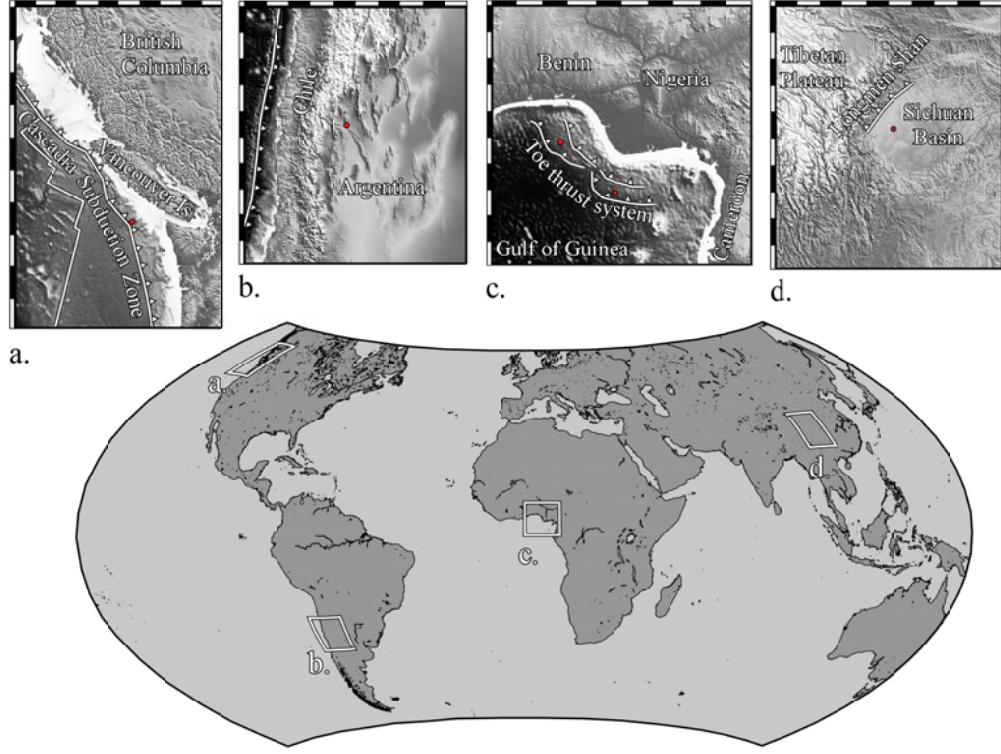 British
Columbia
Cascadia Subduction Zone
Vancouver Is
a.
Chile
Argentina
b.
Benin
Nigeria
Toe thrust system
Cameroon
Gulf of Guinea
c.
Tibetan
Plateau
Longmen Shan
Sichuan
Basin
d.
a.
b.
c.
d.